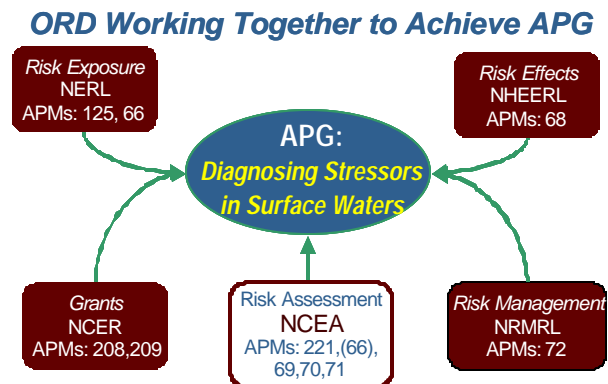 ORD Working Together to Achieve APG
Risk Exposure
NERL
APMs: 125, 66
Risk Effects
NHEERL
APMs: 68
APG:
Diagnosing Stressors
in Surface Waters
Grants
NCER
APMs: 208,209
Risk Assessment
NCEA
APMs: 221,(66),
69,70,71
Risk Management
NRMRL
APMs: 72